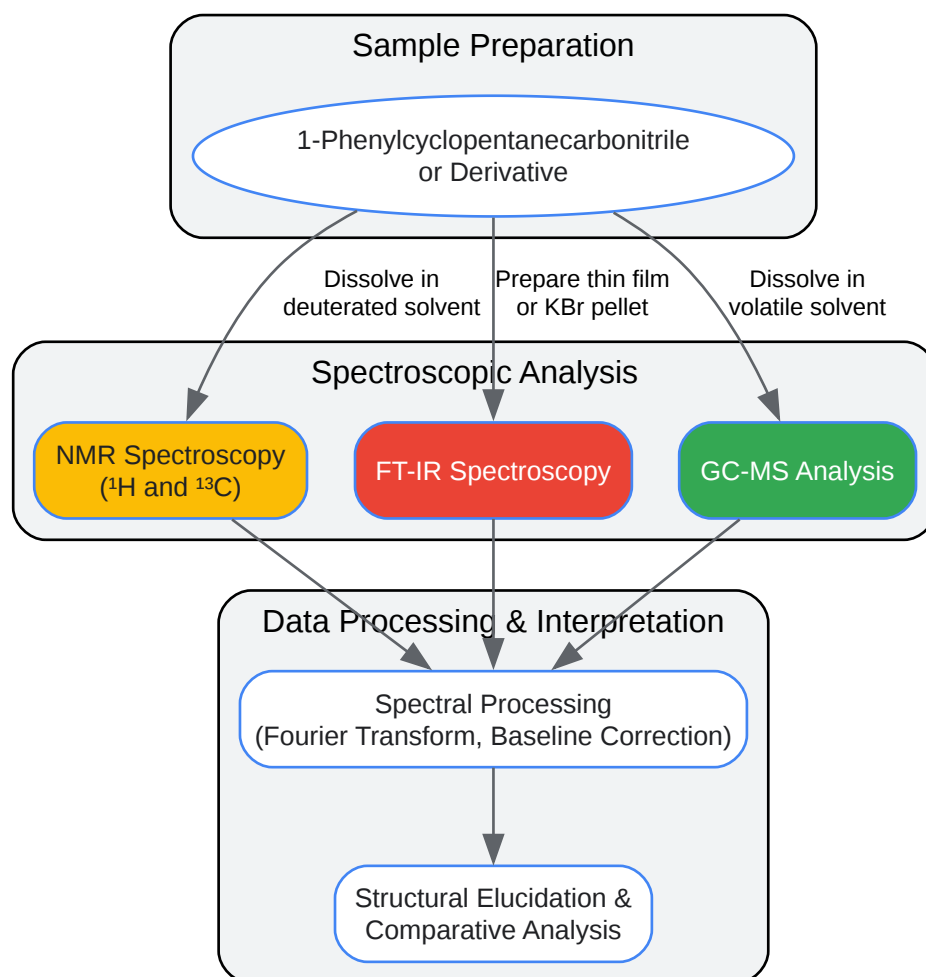 Sample Preparation
1-Phenylcyclopentanecarbonitrile
or Derivative
Dissolve in
deuterated solvent
Prepare thin film
or KBr pellet
Dissolve in
volatile solvent
Spectroscopic Analysis
NMR Spectroscopy
(¹H and ¹³C)
FT-IR Spectroscopy
GC-MS Analysis
Data Processing & Interpretation
Spectral Processing
(Fourier Transform, Baseline Correction)
Structural Elucidation &
Comparative Analysis